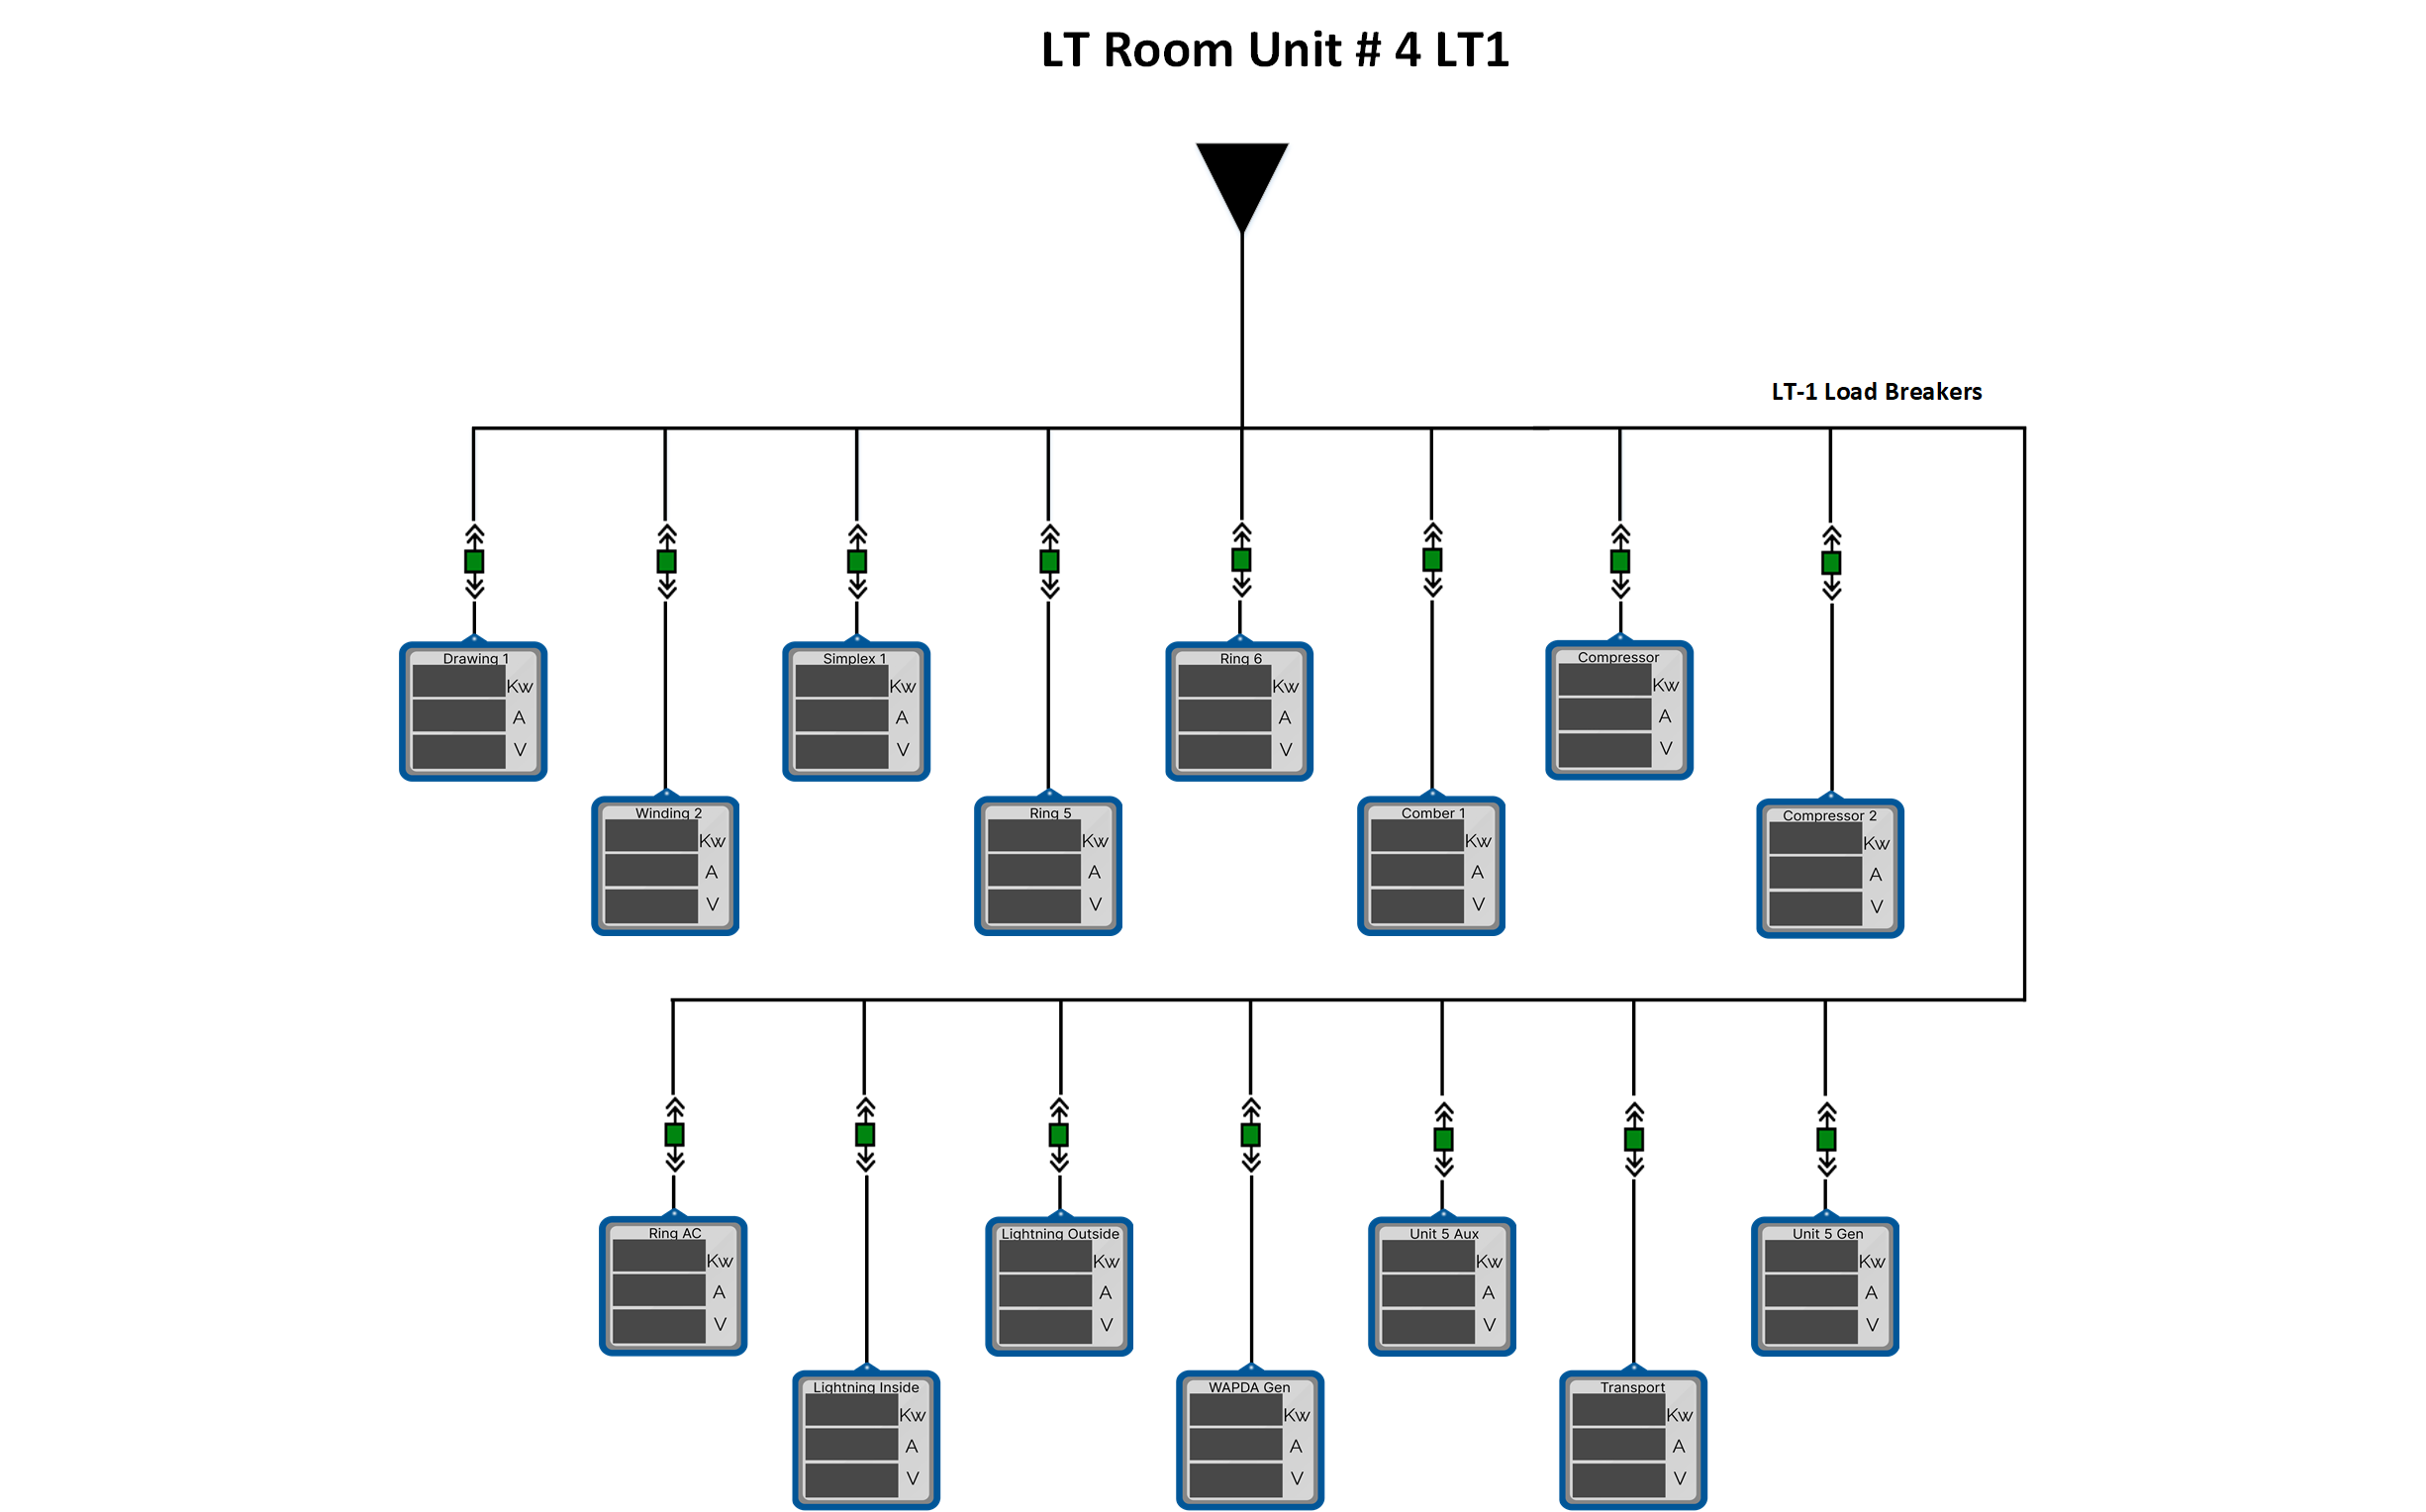 LT Room Unit # 4 LT1
LT-1 Load Breakers
Drawing 1
Kw
A
V
Simplex 1
Kw
A
V
Ring 6
Kw
A
V
Compressor
Kw
A
V
Winding 2
Kw
A
V
Ring 5
Kw
A
V
Comber 1
Kw
A
V
Compressor 2
Kw
A
V
Ring AC
Kw
A
V
Lightning Outside
Kw
A
V
Unit 5 Aux
Kw
A
V
Unit 5 Gen
Kw
A
V
Lightning Inside
Kw
A
V
WAPDA Gen
Kw
A
V
Transport
Kw
A
V